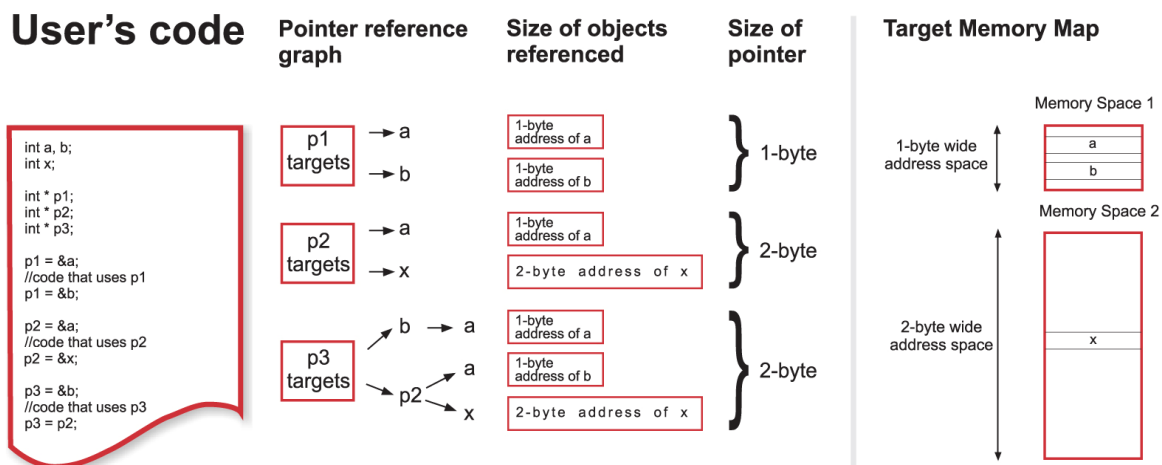 User's code
Pointer reference
graph
Size of objects
referenced
Size of
pointer
Target Memory Map
int a, b;
int x;
int * p1;
int * p2;
int * p3;
p1 = &a;
//code that uses p1
p1 = &b;
p2 = &a;
//code that uses p2
p2 = &x;
p3 = &b;
//code that uses p3
p3 = p2;
p1
targets
a
b
1-byte
address of a
1-byte
address of b
1-byte
p2
targets
a
x
1-byte
address of a
2-byte address of x
2-byte
p3
targets
b
a
p2
a
x
1-byte
address of a
1-byte
address of b
2-byte address of x
2-byte
Memory Space 1
1-byte wide
address space
a
b
Memory Space 2
2-byte wide
address space
x